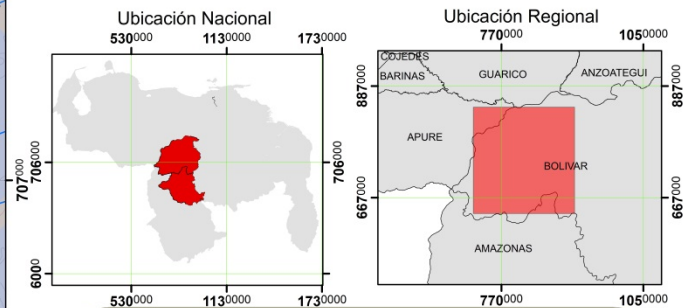 Ubicación Nacional
530000 1130000 1730000
706000
707000
706000
6000
530000 1130000 1730000
Ubicación Regional
770000 1050000
COJEDES
BARINAS
GUARICO
ANZOATEGUI
887000
887000
APURE
BOLIVAR
667000
667000
AMAZONAS
770000 1050000